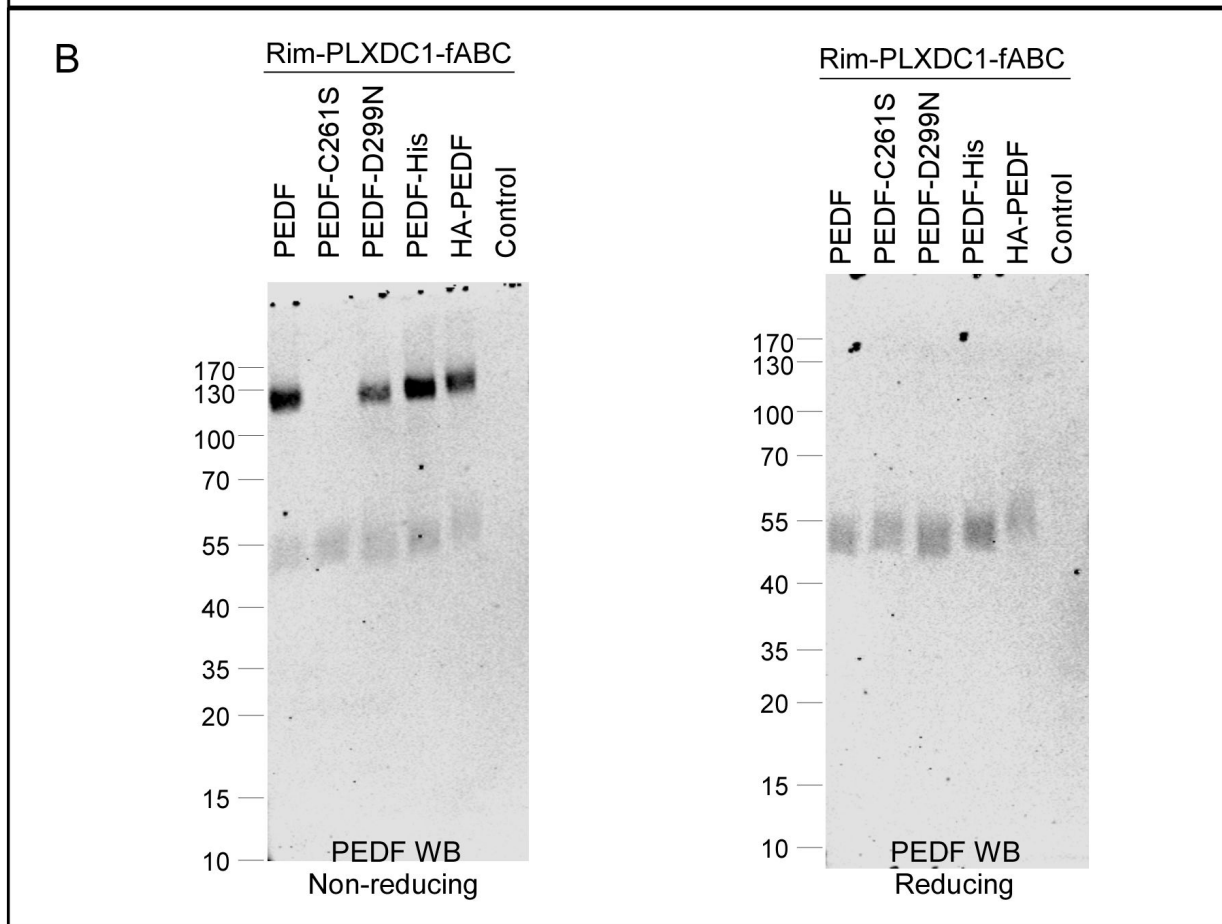 B
Rim-PLXDC1-fABC
PEDF
PEDF-C261S
PEDF-D299N
PEDF-His
HA-PEDF
Control
170
130
100
70
55
40
35
20
15
10
PEDF WB
Non-reducing
Rim-PLXDC1-fABC
PEDF
PEDF-C261S
PEDF-D299N
PEDF-His
HA-PEDF
Control
170
130
100
70
55
40
35
20
15
10
PEDF WB
Reducing